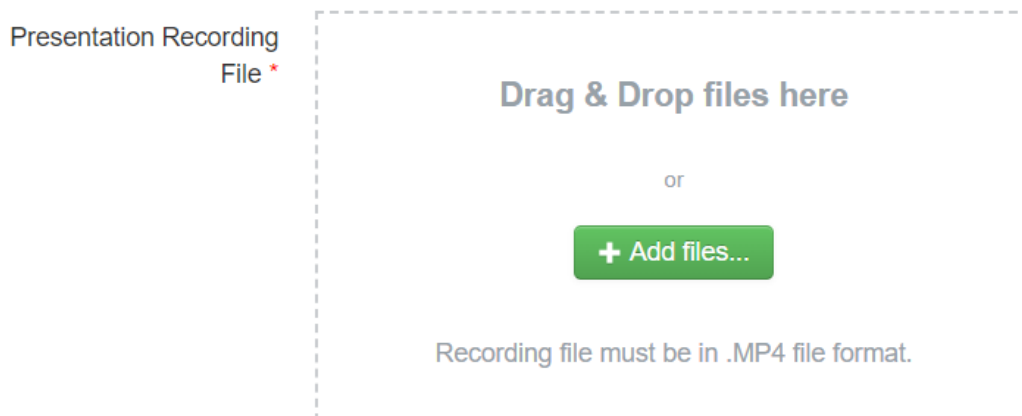 Presentation Recording
File *
Drag & Drop files here
or
+ Add files...
Recording file must be in .MP4 file format.